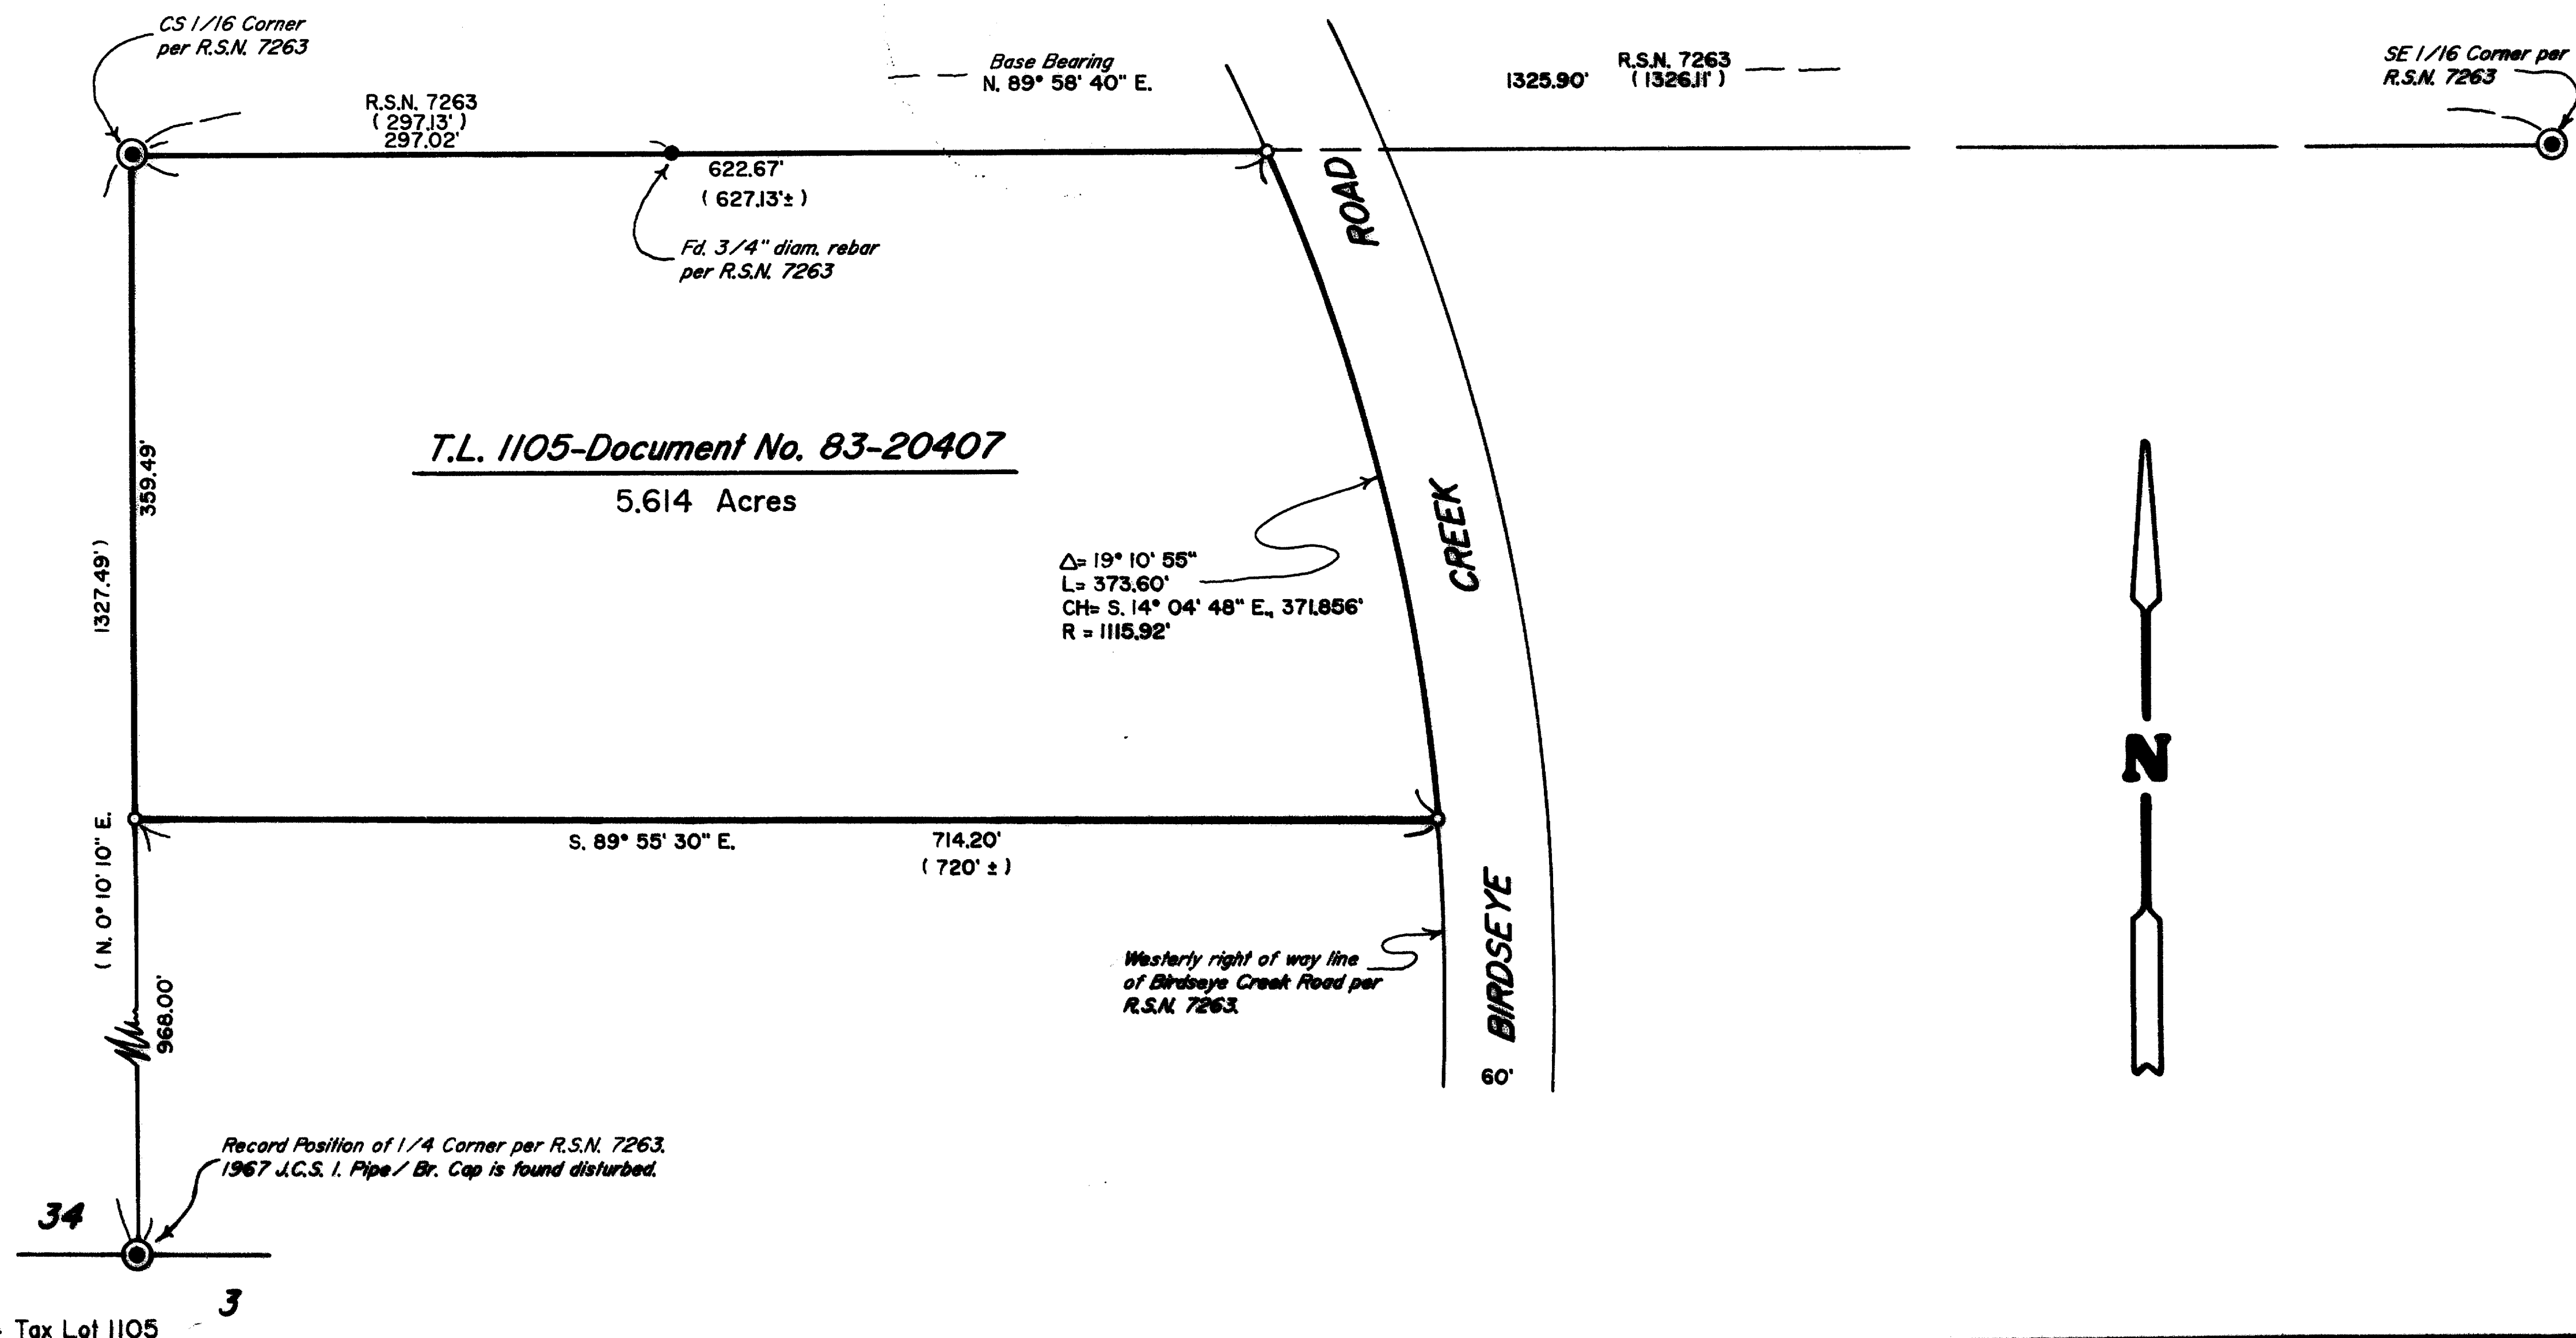 CS 1/16 Corner
per R.S.N. 7263
Base Bearing
N. 89° 58' 40" E.
1325.90'
R.S.N. 7263
( 1326.11' )
SE 1/16 Corner per
R.S.N. 7263
R.S.N. 7263
( 297.13' )
297.02'
622.67'
( 627.13'± )
Fd. 3/4" diam. rebar
per R.S.N. 7263
ROAD
T.L. 1105-Document No. 83-20407
5.614 Acres
359.49'
1327.49')
Δ= 19° 10' 55"
L= 373.60'
CH= S. 14° 04' 48" E., 371.856'
R = 1115.92'
CREEK
N
S. 89° 55' 30" E.
714.20'
( 720' ± )
( N. 0° 10' 10" E.
968.00'
Westerly right of way line
of Birdseye Creek Road per
R.S.N. 7263.
BIRDSEYE
60'
Record Position of 1/4 Corner per R.S.N. 7263.
1967 J.C.S. I. Pipe/ Br. Cap is found disturbed.
34
3
Tax Lot 1105